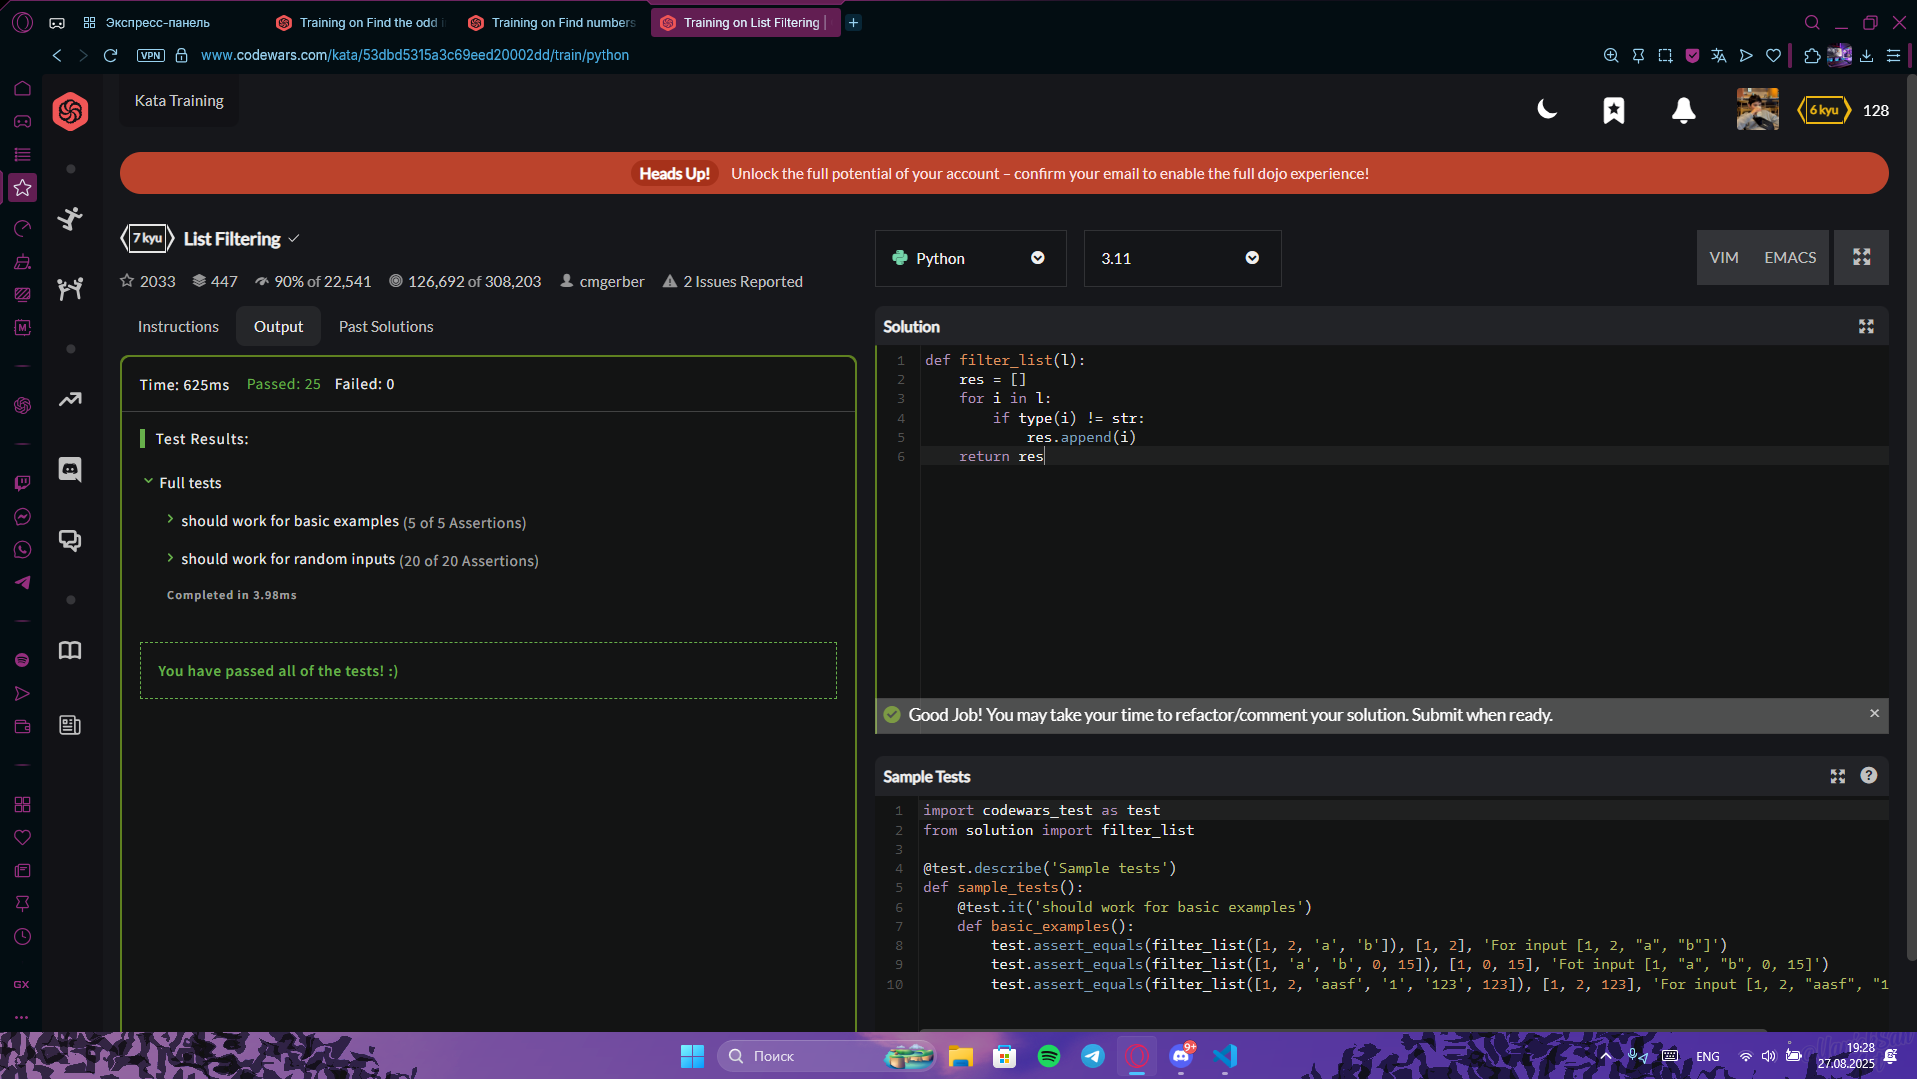 Экспресс-панель
Training on Find the odd i
Training on Find numbers
Training on List Filtering |
VPN
www.codewars.com/kata/53dbd5315a3c69eed20002dd/train/python
Kata Training
6 kyu
128
Heads Up! Unlock the full potential of your account – confirm your email to enable the full dojo experience!
7 kyu List Filtering
2033 447 90% of 22,541 126,692 of 308,203 cmgerber 2 Issues Reported
Instructions Output Past Solutions
Time: 625ms Passed: 25 Failed: 0
Test Results:
Full tests
should work for basic examples (5 of 5 Assertions)
should work for random inputs (20 of 20 Assertions)
Completed in 3.98ms
You have passed all of the tests! :)
Python
3.11
VIM EMACS
Solution
1 def filter_list(l):
2 res = []
3 for i in l:
4 if type(i) != str:
5 res.append(i)
6 return res
Good Job! You may take your time to refactor/comment your solution. Submit when ready.
Sample Tests
1 import codewars_test as test
2 from solution import filter_list
3
4 @test.describe('Sample tests')
5 def sample_tests():
6 @test.it('should work for basic examples')
7 def basic_examples():
8 test.assert_equals(filter_list([1, 2, 'a', 'b']), [1, 2], 'For input [1, 2, "a", "b"]')
9 test.assert_equals(filter_list([1, 'a', 'b', 0, 15]), [1, 0, 15], 'Fot input [1, "a", "b", 0, 15]')
10 test.assert_equals(filter_list([1, 2, 'aasf', '1', '123', 123]), [1, 2, 123], 'For input [1, 2, "aasf", "1
GX
Поиск
9+
ENG
19:28
27.08.2025